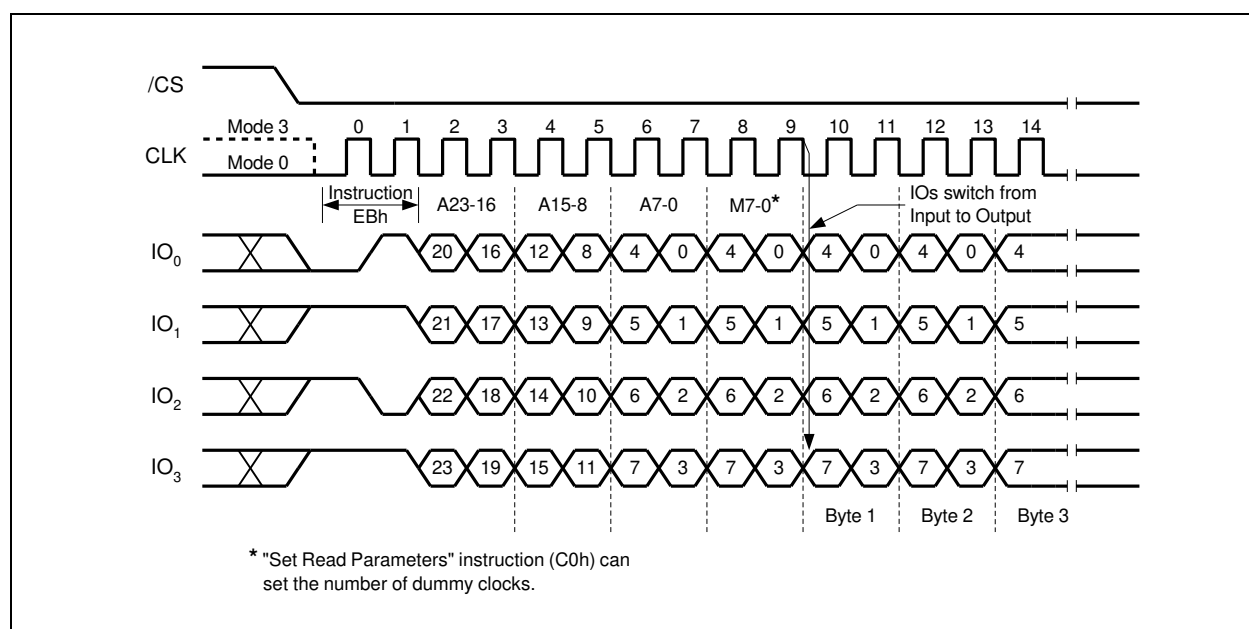 /CS
Mode 3 0 1 2 3 4 5 6 7 8 9 10 11 12 13 14
CLK
Mode 0
Instruction
EBh
A23-16 A15-8 A7-0 M7-0*
IOs switch from
Input to Output
IO0 20 16 12 8 4 0 4 0 4 0 4 0 4
IO1 21 17 13 9 5 1 5 1 5 1 5 1 5
IO2 22 18 14 10 6 2 6 2 6 2 6 2 6
IO3 23 19 15 11 7 3 7 3 7 3 7 3 7
Byte 1 Byte 2 Byte 3
* "Set Read Parameters" instruction (C0h) can
set the number of dummy clocks.